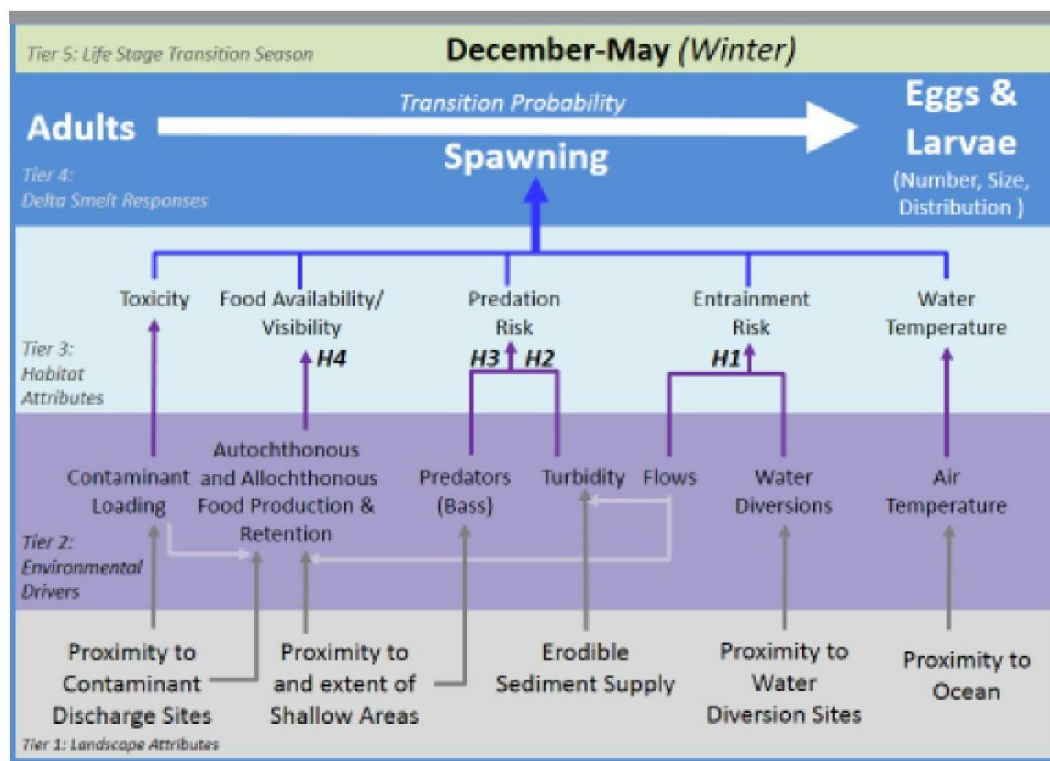 Tier 5: Life Stage Transition Season
December-May (Winter)
Transition Probability
Adults
Eggs &
Larvae
Spawning
(Number, Size,
Distribution )
Tier 4:
Delta Smelt Responses
Toxicity
Food Availability/
Visibility
Predation
Risk
Entrainment
Risk
Water
Temperature
H4
H3
H2
H1
Tier 3:
Habitat
Attributes
Contaminant
Loading
Autochthonous
and Allochthonous
Food Production &
Retention
Predators
(Bass)
Turbidity
Flows
Water
Diversions
Air
Temperature
Tier 2:
Environmental
Drivers
Proximity to
Contaminant
Discharge Sites
Proximity to
and extent of
Shallow Areas
Erodible
Sediment Supply
Proximity to
Water
Diversion Sites
Proximity to
Ocean
Tier 1: Landscape Attributes